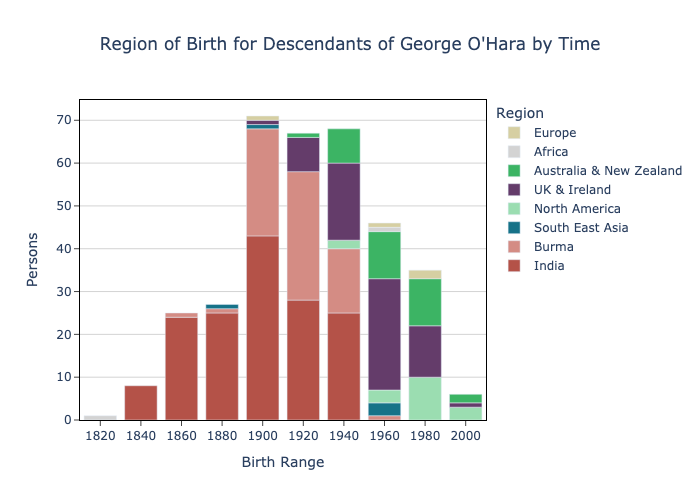 Region of Birth for Descendants of George O'Hara by Time
Region
Europe
Africa
Australia & New Zealand
UK & Ireland
North America
South East Asia
Burma
India
Persons
70
60
50
40
30
20
10
0
1820 1840 1860 1880 1900 1920 1940 1960 1980 2000
Birth Range